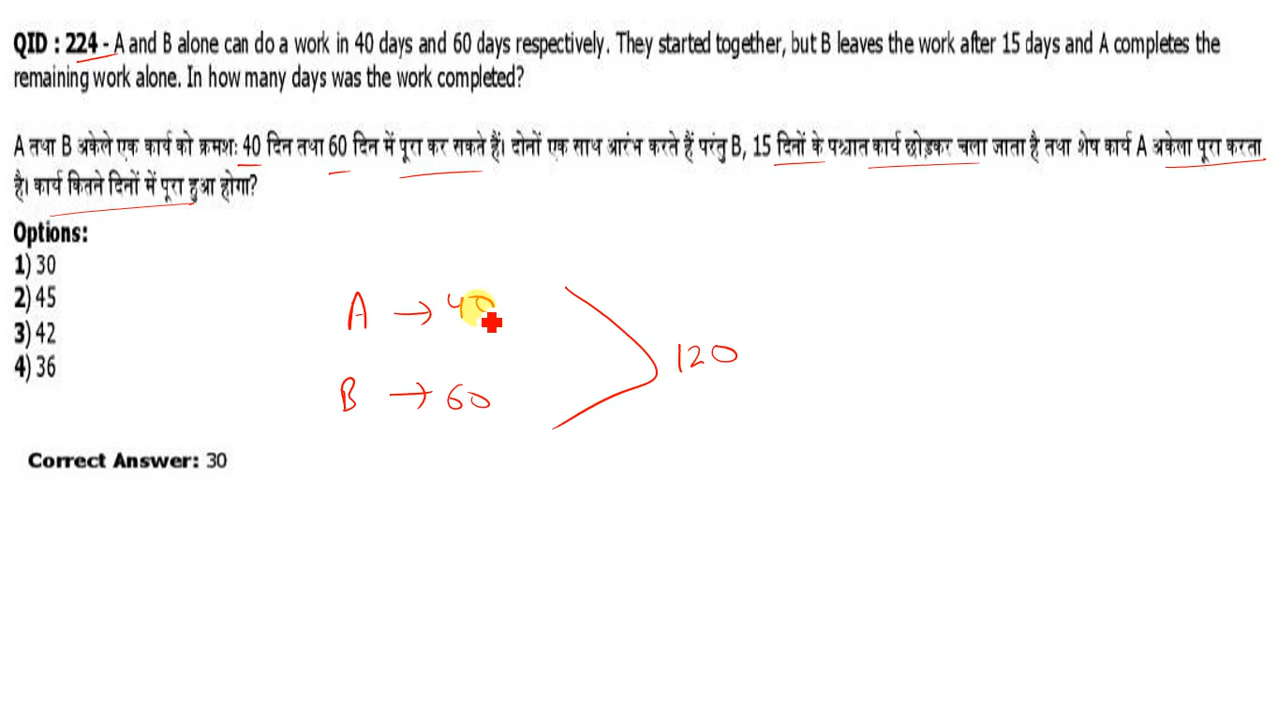 QID : 224 - A and B alone can do a work in 40 days and 60 days respectively. They started together, but B leaves the work after 15 days and A completes the
remaining work alone. In how many days was the work completed?
A तथा B अकेले एक कार्य को क्रमशः 40 दिन तथा 60 दिन में पूरा कर सकते हैं। दोनों एक साथ आरंभ करते हैं परंतु B, 15 दिनों के पश्चात कार्य छोड़कर चला जाता है तथा शेष कार्य A अकेला पूरा करता
है। कार्य कितने दिनों में पूरा हुआ होगा?
Options:
1) 30
2) 45
3) 42
4) 36
A → 40
B → 60
120
Correct Answer: 30